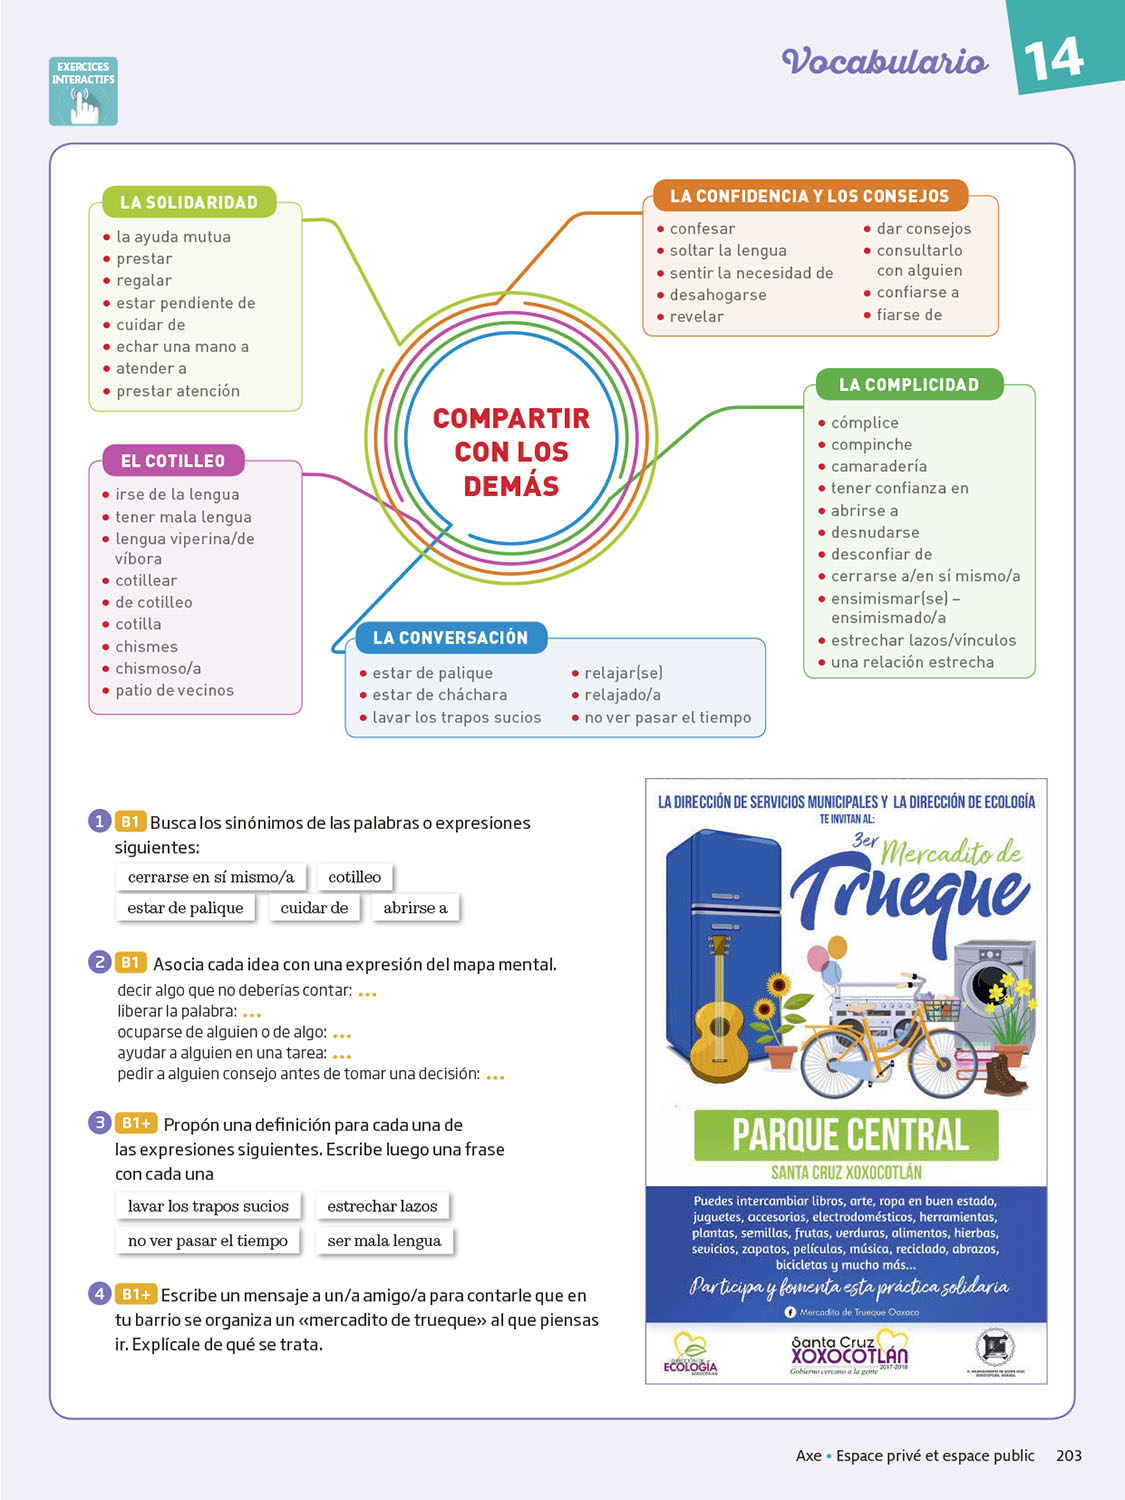 EXERCICES
INTERACTIFS
Vocabulario
14
LA SOLIDARIDAD
• la ayuda mutua
• prestar
• regalar
• estar pendiente de
• cuidar de
• echar una mano a
• atender a
• prestar atención
LA CONFIDENCIA Y LOS CONSEJOS
• confesar
• soltar la lengua
• sentir la necesidad de
• desahogarse
• revelar
• dar consejos
• consultarlo
con alguien
• confiarse a
• fiarse de
COMPARTIR
CON LOS
DEMÁS
LA COMPLICIDAD
• cómplice
• compinche
• camaradería
• tener confianza en
• abrirse a
• desnudarse
• desconfiar de
• cerrarse a/en sí mismo/a
• ensimismar(se) –
ensimismado/a
• estrechar lazos/vínculos
• una relación estrecha
EL COTILLEO
• irse de la lengua
• tener mala lengua
• lengua viperina/de
víbora
• cotillear
• de cotilleo
• cotilla
• chismes
• chismoso/a
• patio de vecinos
LA CONVERSACIÓN
• estar de palique
• estar de cháchara
• lavar los trapos sucios
• relajar(se)
• relajado/a
• no ver pasar el tiempo
1 B1 Busca los sinónimos de las palabras o expresiones
siguientes:
cerrarse en sí mismo/a cotilleo
estar de palique cuidar de abrirse a
2 B1 Asocia cada idea con una expresión del mapa mental.
decir algo que no deberías contar: ...
liberar la palabra: ...
ocuparse de alguien o de algo: ...
ayudar a alguien en una tarea: ...
pedir a alguien consejo antes de tomar una decisión: ...
3 B1+ Propón una definición para cada una de
las expresiones siguientes. Escribe luego una frase
con cada una
lavar los trapos sucios estrechar lazos
no ver pasar el tiempo ser mala lengua
4 B1+ Escribe un mensaje a un/a amigo/a para contarle que en
tu barrio se organiza un «mercadito de trueque» al que piensas
ir. Explícale de qué se trata.
LA DIRECCIÓN DE SERVICIOS MUNICIPALES Y LA DIRECCIÓN DE ECOLOGÍA
TE INVITAN AL:
3er Mercadito de
Trueque
PARQUE CENTRAL
SANTA CRUZ XOXOCOTLÁN
Puedes intercambiar libros, arte, ropa en buen estado,
juguetes, accesorios, electrodomésticos, herramientas,
plantas, semillas, frutas, verduras, alimentos, hierbas,
sevicios, zapatos, películas, música, reciclado, abrazos,
bicicletas y mucho más...
Participa y fomenta esta práctica solidaria
Mercadito de Trueque Oaxaca
DIRECCIÓN DE
ECOLOGÍA
XOXOCOTLÁN
Santa Cruz
XOXOCOTLÁN
2017-2018
Gobierno cercano a la gente
H. AYUNTAMIENTO DE SANTA CRUZ
XOXOCOTLÁN, OAXACA.
Axe • Espace privé et espace public 203